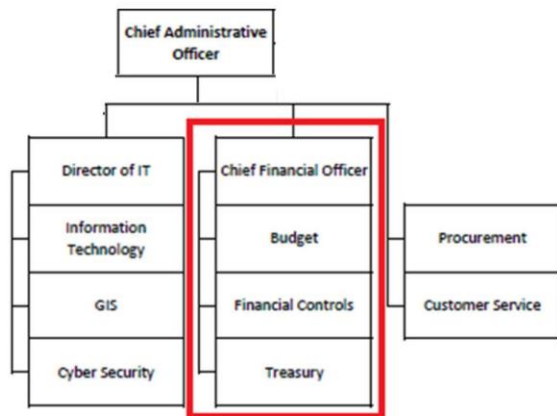 Chief Administrative
Officer
Director of IT
Information
Technology
GIS
Cyber Security
Chief Financial Officer
Budget
Financial Controls
Treasury
Procurement
Customer Service